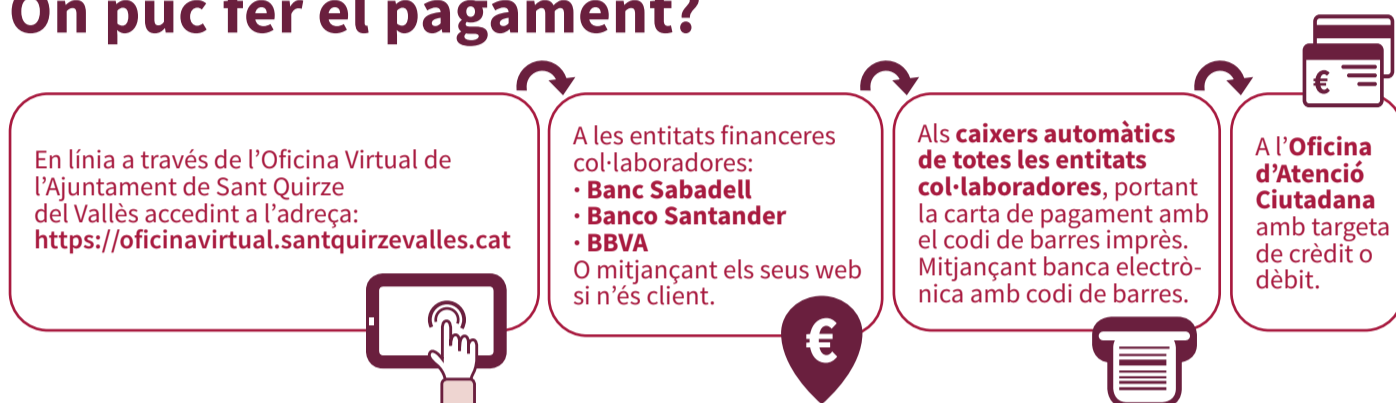 On puc fer el pagament?
En línia a través de l’Oficina Virtual de
l’Ajuntament de Sant Quirze
del Vallès accedint a l’adreça:
https://oficinavirtual.santquirzevalles.cat
A les entitats financeres
col·laboradores:
· Banc Sabadell
· Banco Santander
· BBVA
O mitjançant els seus web
si n’és client.
€
Als caixers automàtics
de totes les entitats
col·laboradores, portant
la carta de pagament amb
el codi de barres imprès.
Mitjançant banca electrò-
nica amb codi de barres.
€
A l’Oficina
d’Atenció
Ciutadana
amb targeta
de crèdit o
dèbit.